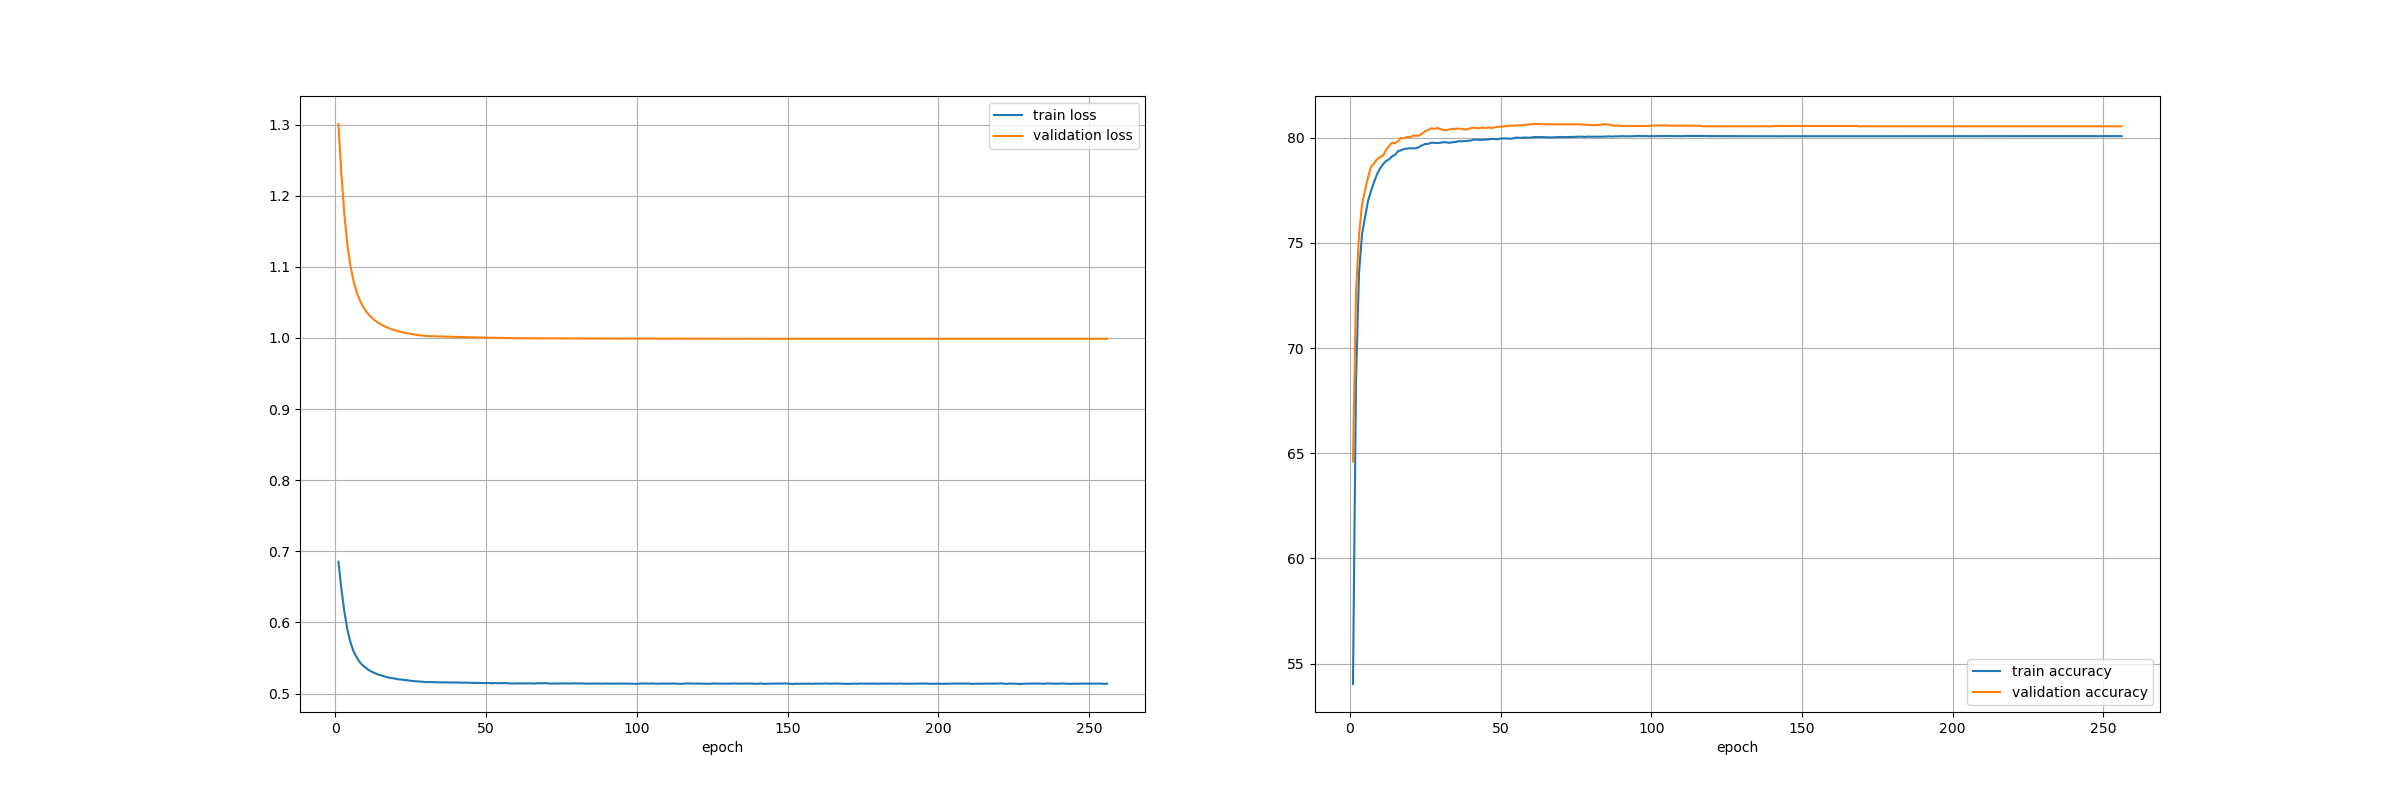 train loss
validation loss
1.3
1.2
1.1
1.0
0.9
0.8
0.7
0.6
0.5
0 50 100 150 200 250
epoch
80
75
70
65
60
55
train accuracy
validation accuracy
0 50 100 150 200 250
epoch